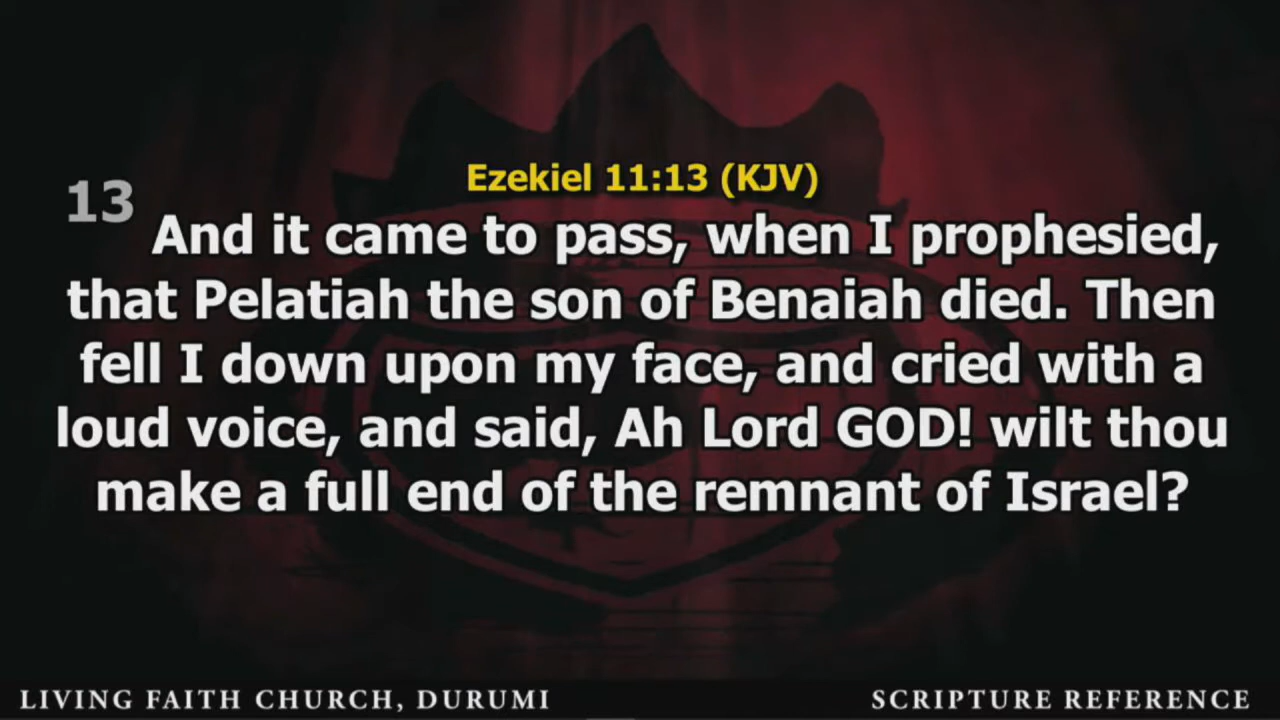 Ezekiel 11:13 (KJV)
13 And it came to pass, when I prophesied,
that Pelatiah the son of Benaiah died. Then
fell I down upon my face, and cried with a
loud voice, and said, Ah Lord GOD! wilt thou
make a full end of the remnant of Israel?
LIVING FAITH CHURCH, DURUMI
SCRIPTURE REFERENCE